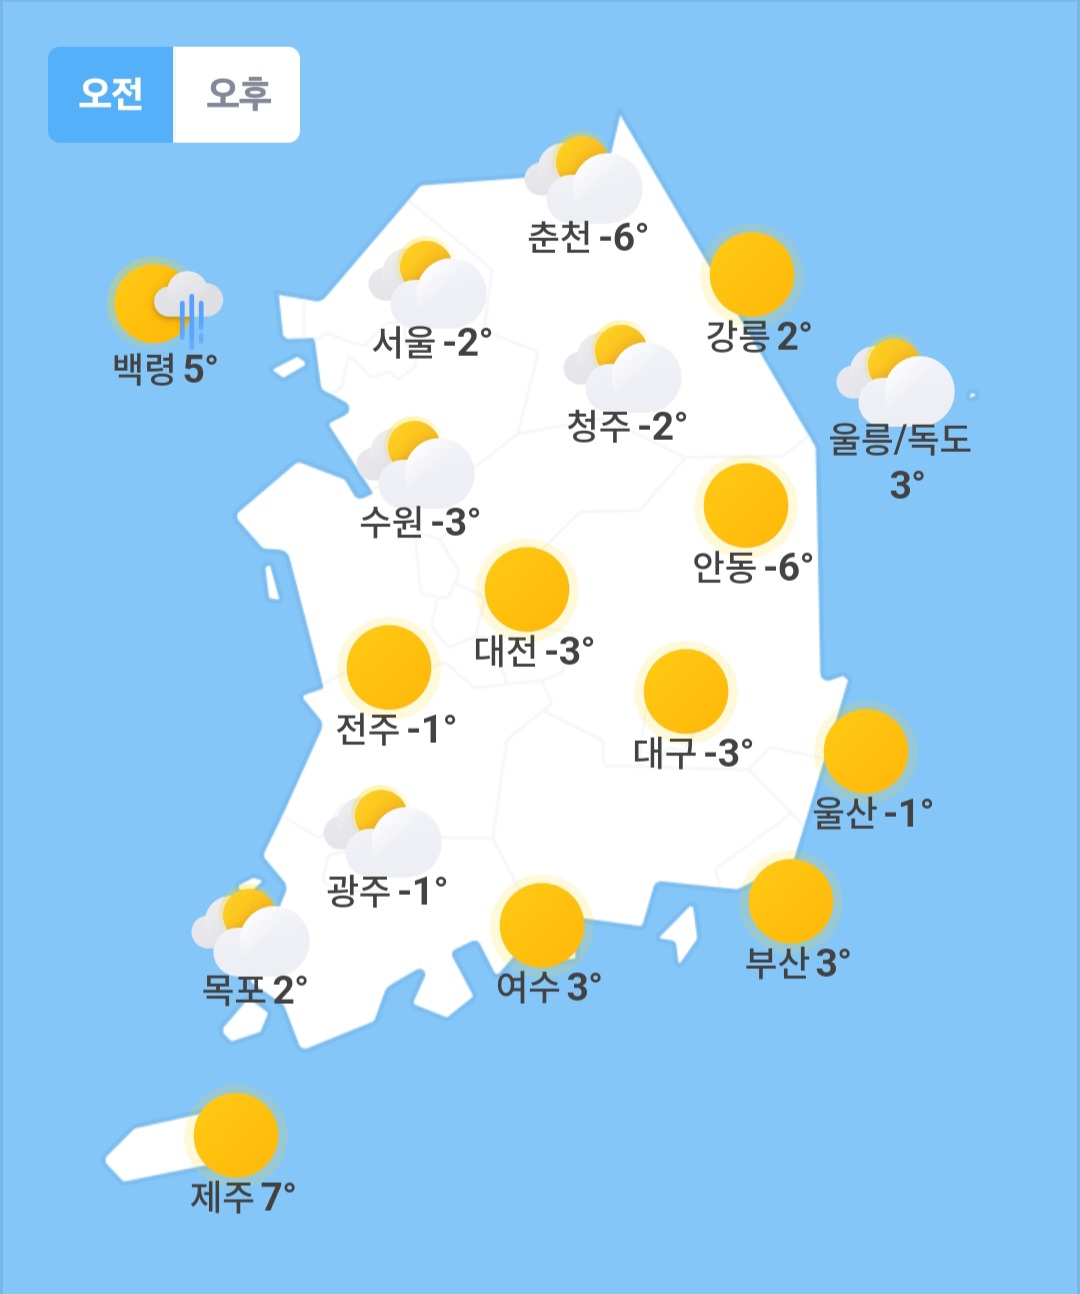 오전 오후
춘천 -6°
서울 -2°
강릉 2°
백령 5°
청주 -2°
울릉/독도
3°
수원 -3°
안동 -6°
대전 -3°
전주 -1°
대구 -3°
울산 -1°
광주 -1°
부산 3°
목포 2°
여수 3°
제주 7°